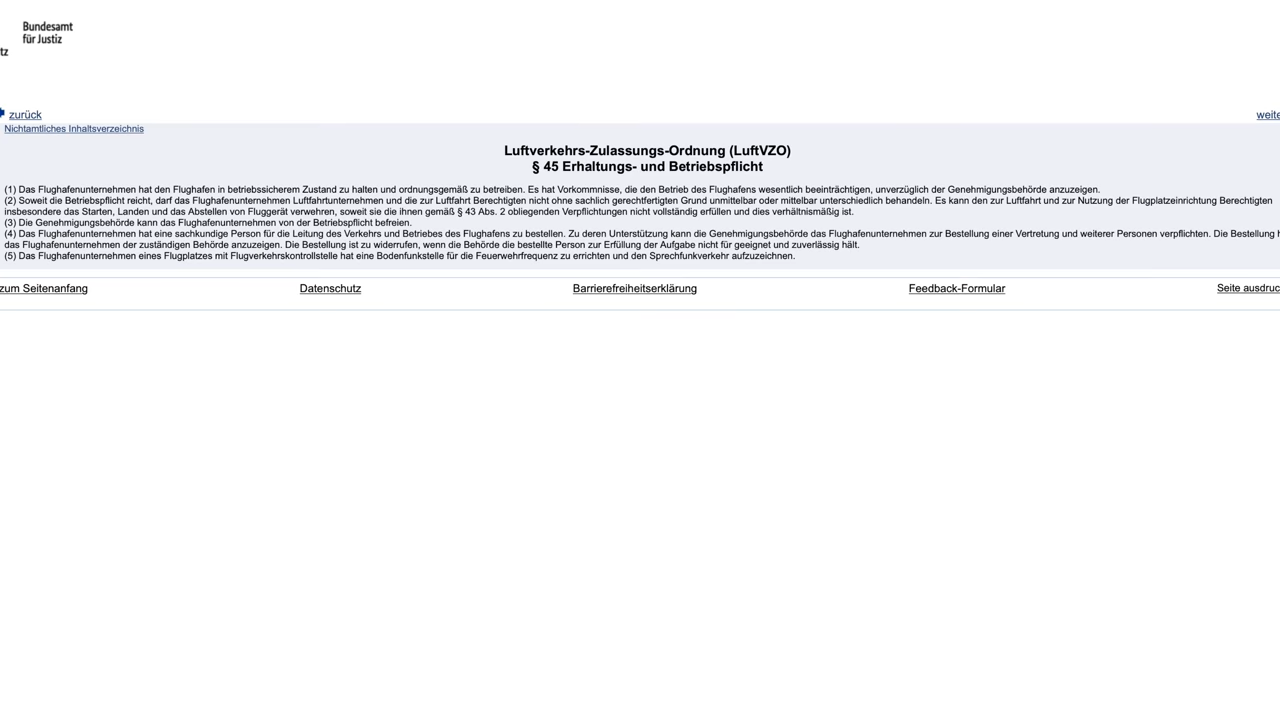 Bundesamt
für Justiz
tz
zurück
weite
Nichtamtliches Inhaltsverzeichnis
Luftverkehrs-Zulassungs-Ordnung (LuftVZO)
§ 45 Erhaltungs- und Betriebspflicht
(1) Das Flughafenunternehmen hat den Flughafen in betriebssicherem Zustand zu halten und ordnungsgemäß zu betreiben. Es hat Vorkommnisse, die den Betrieb des Flughafens wesentlich beeinträchtigen, unverzüglich der Genehmigungsbehörde anzuzeigen.
(2) Soweit die Betriebspflicht reicht, darf das Flughafenunternehmen Luftfahrtunternehmen und die zur Luftfahrt Berechtigten nicht ohne sachlich gerechtfertigten Grund unmittelbar oder mittelbar unterschiedlich behandeln. Es kann den zur Luftfahrt und zur Nutzung der Flugplatzeinrichtung Berechtigten
insbesondere das Starten, Landen und das Abstellen von Fluggerät verwehren, soweit sie die ihnen gemäß § 43 Abs. 2 obliegenden Verpflichtungen nicht vollständig erfüllen und dies verhältnismäßig ist.
(3) Die Genehmigungsbehörde kann das Flughafenunternehmen von der Betriebspflicht befreien.
(4) Das Flughafenunternehmen hat eine sachkundige Person für die Leitung des Verkehrs und Betriebes des Flughafens zu bestellen. Zu deren Unterstützung kann die Genehmigungsbehörde das Flughafenunternehmen zur Bestellung einer Vertretung und weiterer Personen verpflichten. Die Bestellung h
das Flughafenunternehmen der zuständigen Behörde anzuzeigen. Die Bestellung ist zu widerrufen, wenn die Behörde die bestellte Person zur Erfüllung der Aufgabe nicht für geeignet und zuverlässig hält.
(5) Das Flughafenunternehmen eines Flugplatzes mit Flugverkehrskontrollstelle hat eine Bodenfunkstelle für die Feuerwehrfrequenz zu errichten und den Sprechfunkverkehr aufzuzeichnen.
zum Seitenanfang
Datenschutz
Barrierefreiheitserklärung
Feedback-Formular
Seite ausdruc